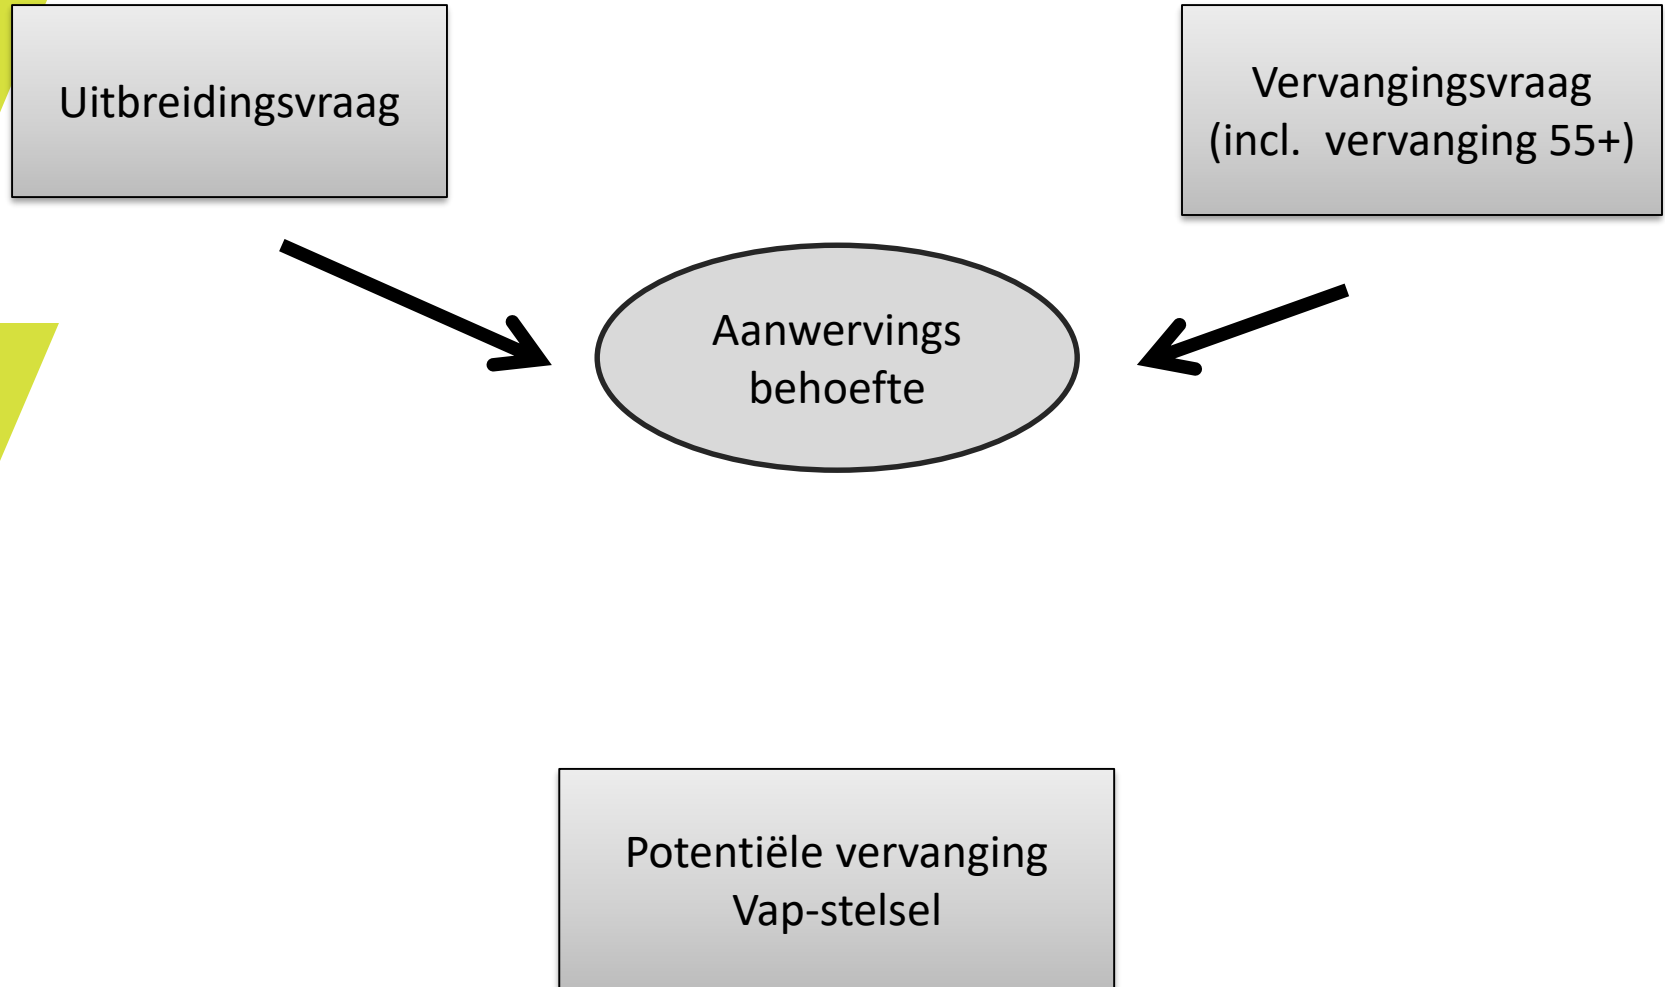 Uitbreidingsvraag
Vervangingsvraag
(incl.  vervanging 55+)
Aanwervings
behoefte
Potentiële vervanging
Vap-stelsel